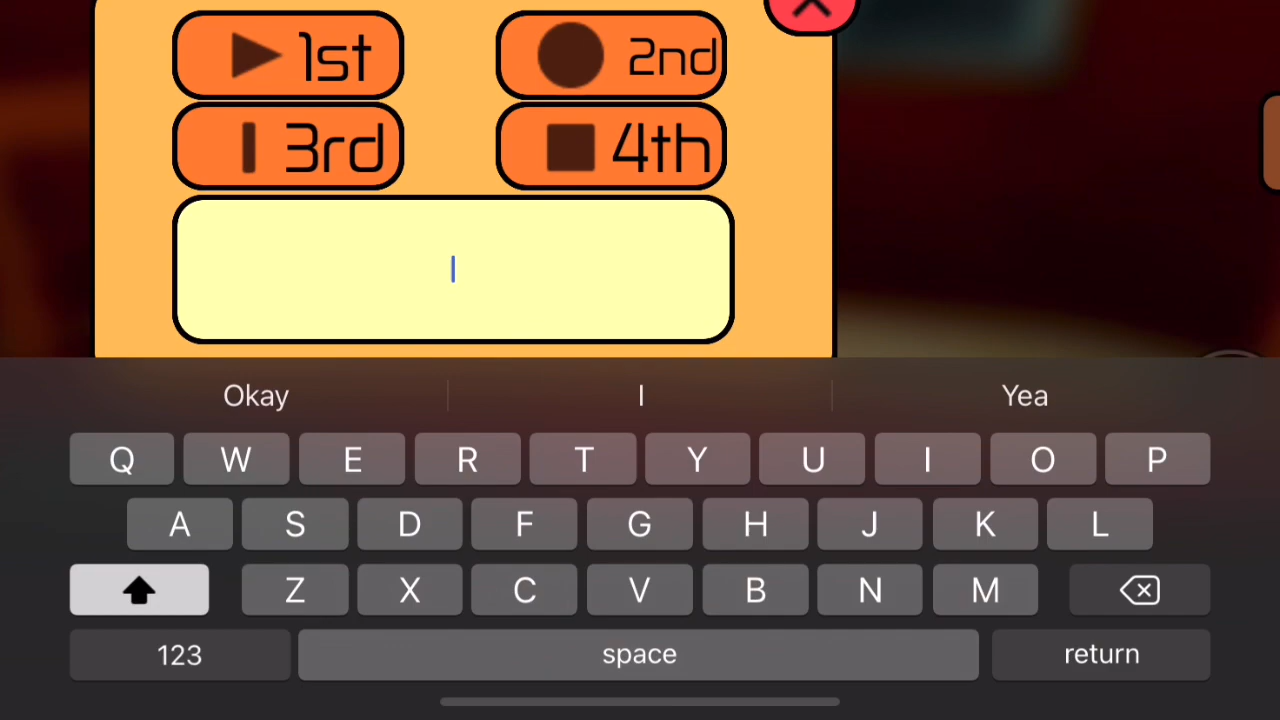 1st 2nd
3rd 4th
Okay I Yea
Q W E R T Y U I O P
A S D F G H J K L
Z X C V B N M
123 space return